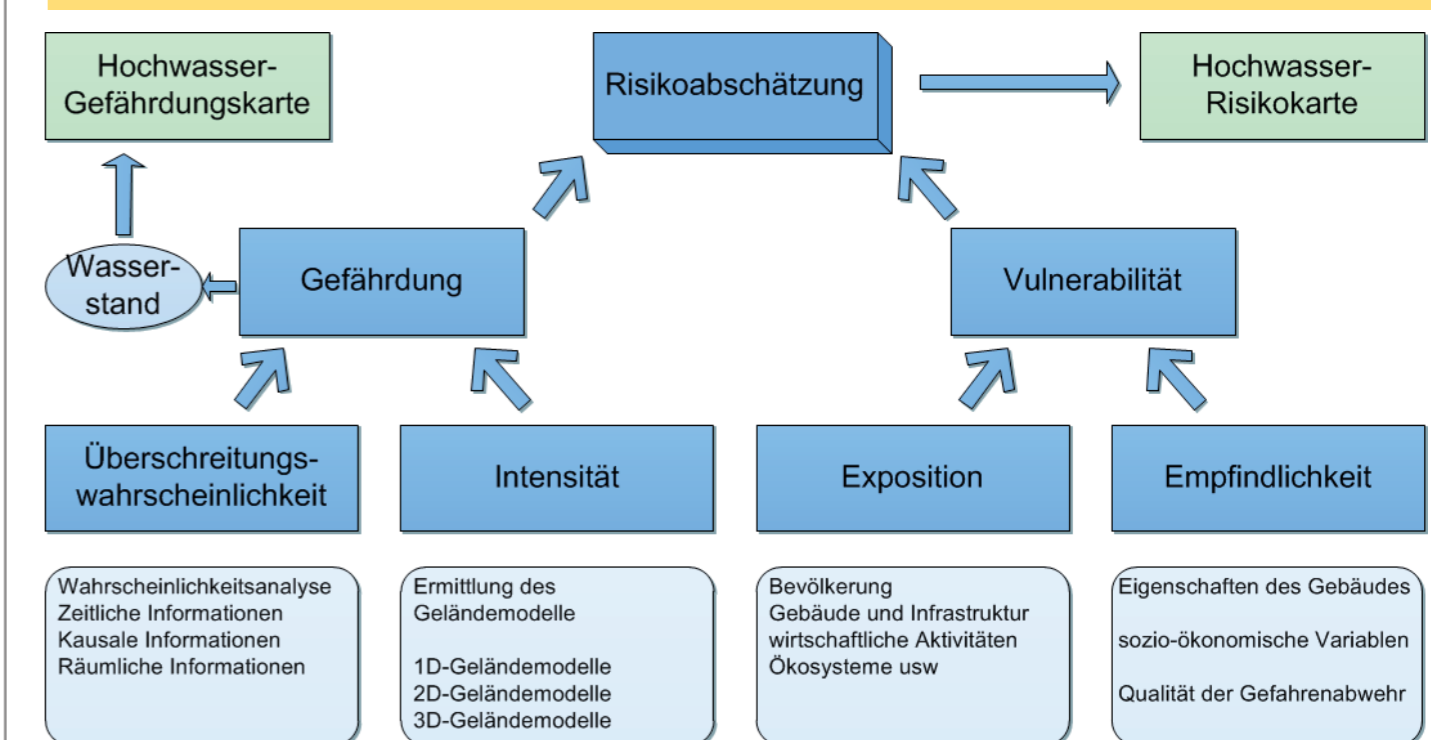 Hochwasser-
Gefährdungskarte
Risikoabschätzung
Hochwasser-
Risikokarte
Wasser-
stand
Gefährdung
Vulnerabilität
Überschreitungs-
wahrscheinlichkeit
Intensität
Exposition
Empfindlichkeit
Wahrscheinlichkeitsanalyse
Zeitliche Informationen
Kausale Informationen
Räumliche Informationen
Ermittlung des
Geländemodelle
1D-Geländemodelle
2D-Geländemodelle
3D-Geländemodelle
Bevölkerung
Gebäude und Infrastruktur
wirtschaftliche Aktivitäten
Ökosysteme usw
Eigenschaften des Gebäudes
sozio-ökonomische Variablen
Qualität der Gefahrenabwehr